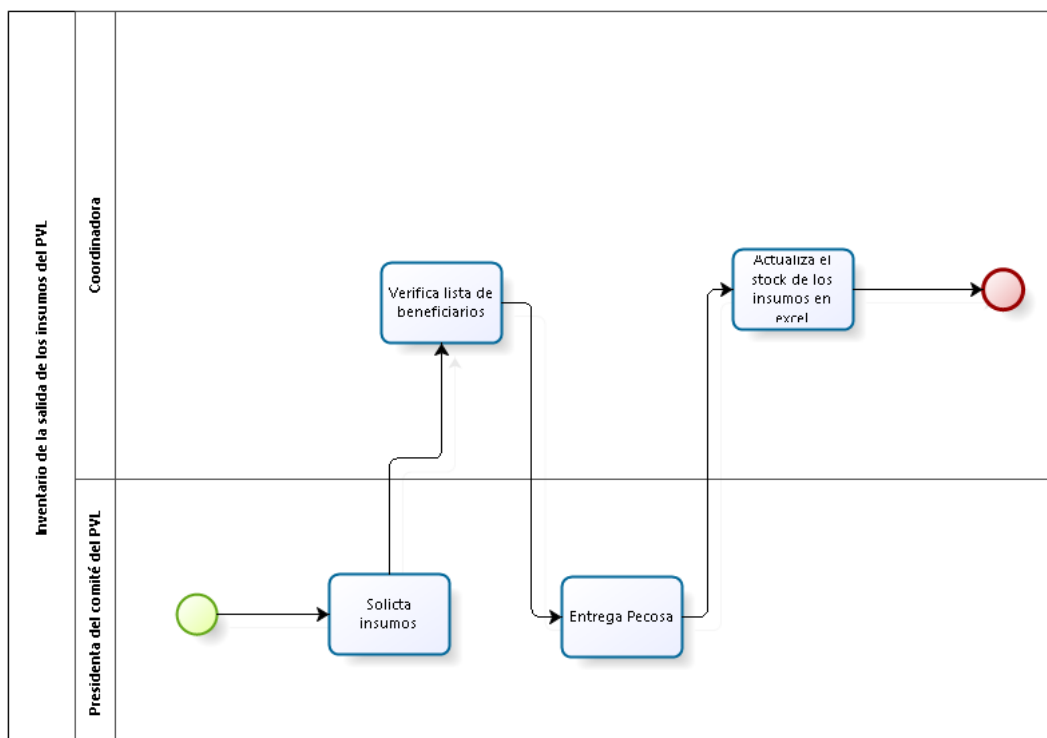 Inventario de la salida de los insumos del PVL
Coordinadora
Verifica lista de
beneficiarios
Actualiza el
stock de los
insumos en
excel
Presidenta del comité del PVL
Solicta
insumos
Entrega Pecosa